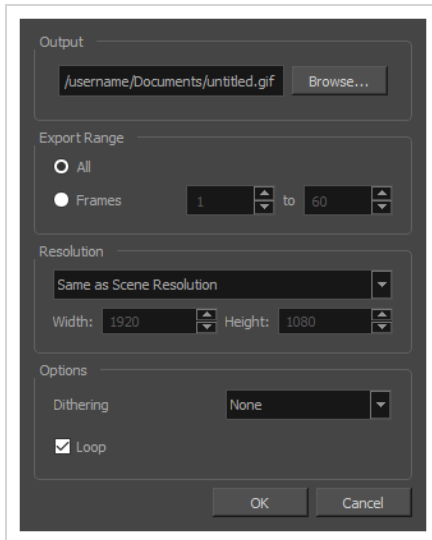 Output
/username/Documents/untitled.gif Browse...
Export Range
All
Frames 1 to 60
Resolution
Same as Scene Resolution
Width: 1920 Height: 1080
Options
Dithering None
Loop
OK Cancel